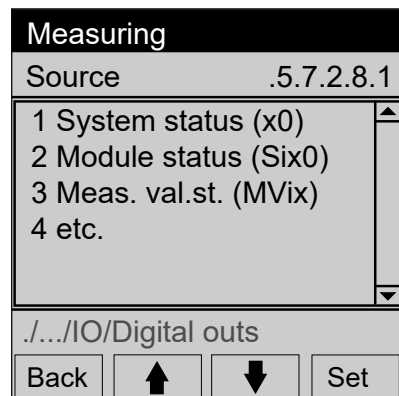 Measuring
Source .5.7.2.8.1
1 System status (x0)
2 Module status (Six0)
3 Meas. val.st. (MVix)
4 etc.
./.../IO/Digital outs
Back Set